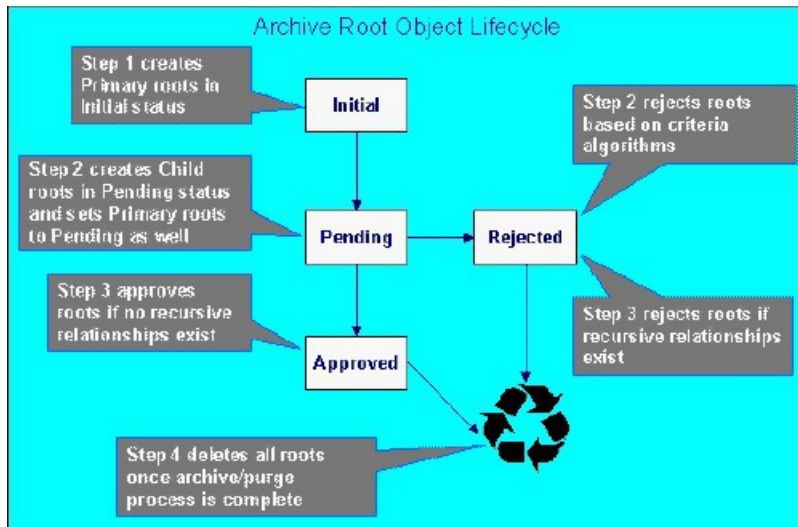 Archive Root Object Lifecycle
Step 1 creates
Primary roots in
Initial status
Initial
Step 2 rejects roots
based on criteria
algorithms
Step 2 creates Child
roots in Pending status
and sets Primary roots
to Pending as well
Pending
Rejected
Step 3 approves
roots if no recursive
relationships exist
Step 3 rejects roots if
recursive relationships
exist
Approved
Step 4 deletes all roots
once archive/purge
process is complete